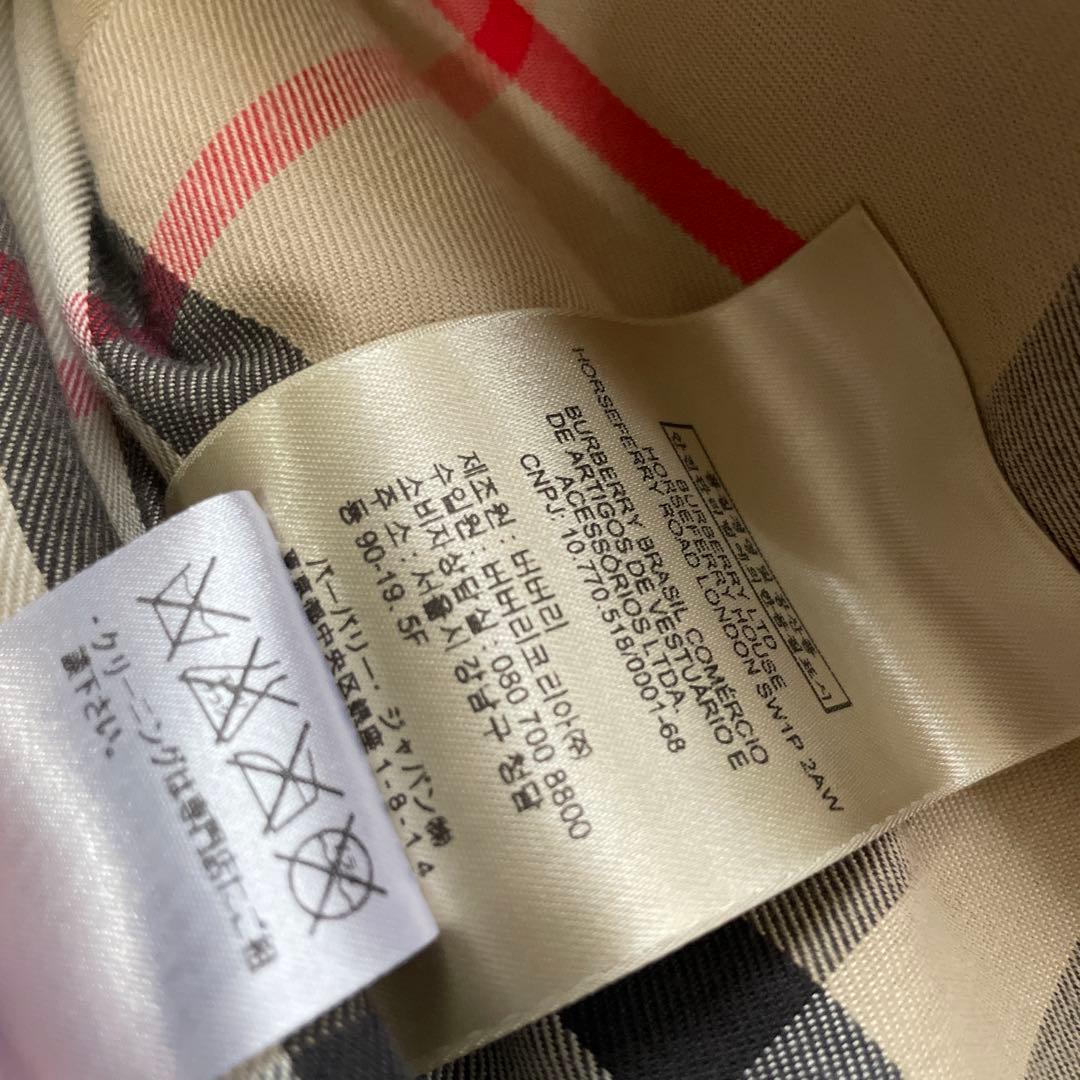 BURBERRY LTD
HORSEFERRY HOUSE
HORSEFERRY ROAD LONDON SW1P 2AW
BURBERRY BRASIL COMÉRCIO
DE ARTIGOS DE VESTUÁRIO E
ACESSÓRIOS LTDA.
CNPJ: 10.770.518/0001-68
제조원 : 버버리
수입원 : 버버리코리아㈜
소비자상담실 : 080 700 8800
주 소 : 서울시 강남구 청담
동 90-19.5F
バーバリー・ジャパン㈱
東京都中央区銀座 1-8-14
・クリーニングは専門店にご相
談下さい。